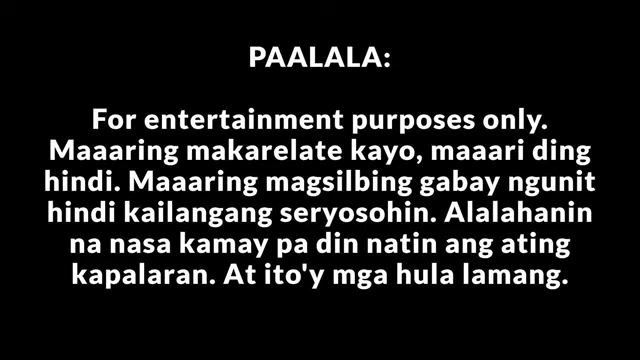 PAALALA:
For entertainment purposes only.
Maaaring makarelate kayo, maaari ding
hindi. Maaaring magsilbing gabay ngunit
hindi kailangang seryosohin. Alalahanin
na nasa kamay pa din natin ang ating
kapalaran. At ito'y mga hula lamang.